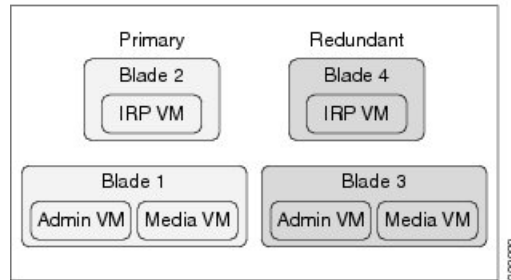 Primary
Redundant
Blade 2
Blade 4
IRP VM
IRP VM
Blade 1
Blade 3
Admin VM
Media VM
Admin VM
Media VM